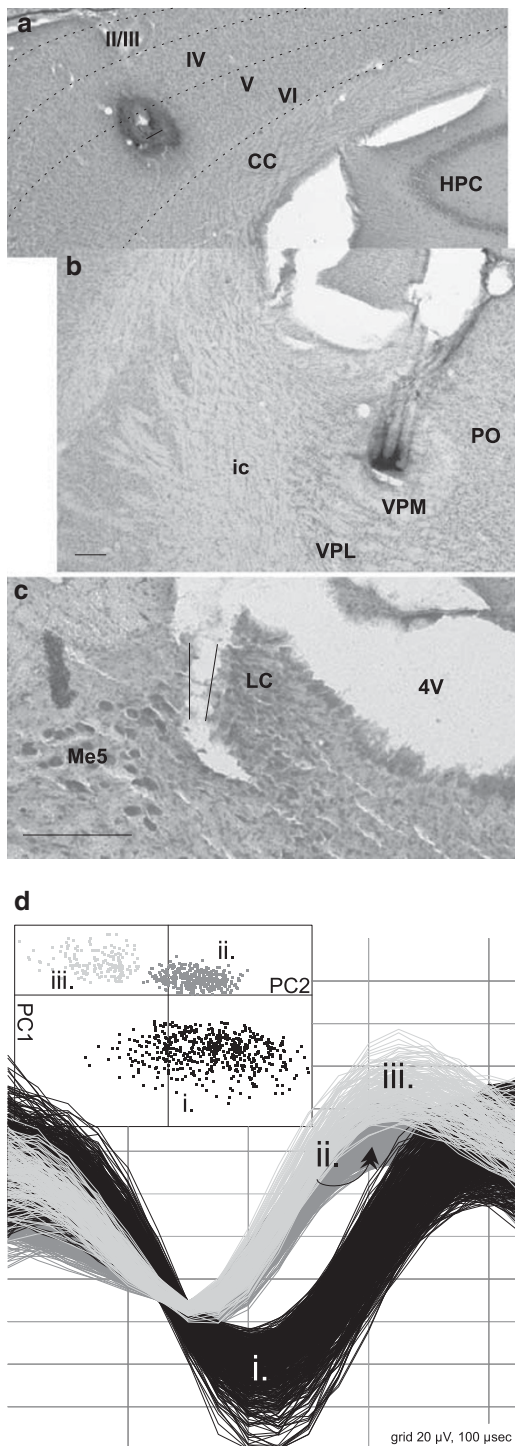 a
II/III
IV
V
VI
CC
HPC
b
ic
PO
VPM
VPL
c
LC
4V
Me5
d
ii.
iii.
PC2
PC1
i.
iii.
ii.
i.
grid 20 µV, 100 µsec